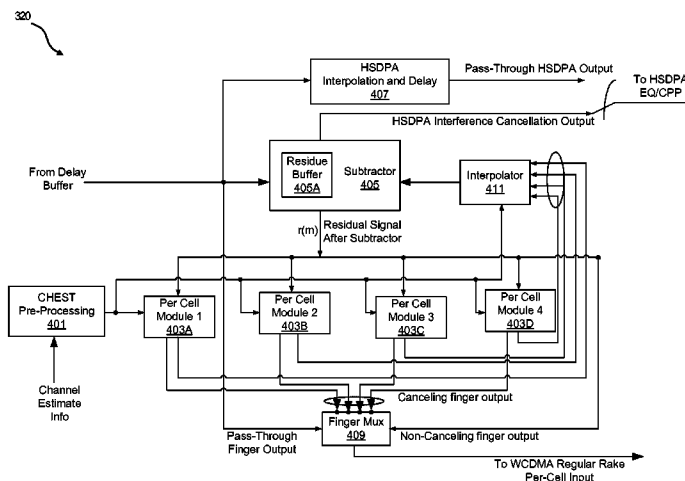 320
HSDPA
Interpolation and Delay
407
Pass-Through HSDPA Output
To HSDPA
EQ/CPP
HSDPA Interference Cancellation Output
From Delay
Buffer
Residue
Buffer
405A
Subtractor
405
Interpolator
411
r(m)
Residual Signal
After Subtractor
CHEST
Pre-Processing
401
Per Cell
Module 1
403A
Per Cell
Module 2
403B
Per Cell
Module 3
403C
Per Cell
Module 4
403D
Channel
Estimate
Info
Canceling finger output
Pass-Through
Finger Output
Finger Mux
409
Non-Canceling finger output
To WCDMA Regular Rake
Per-Cell Input